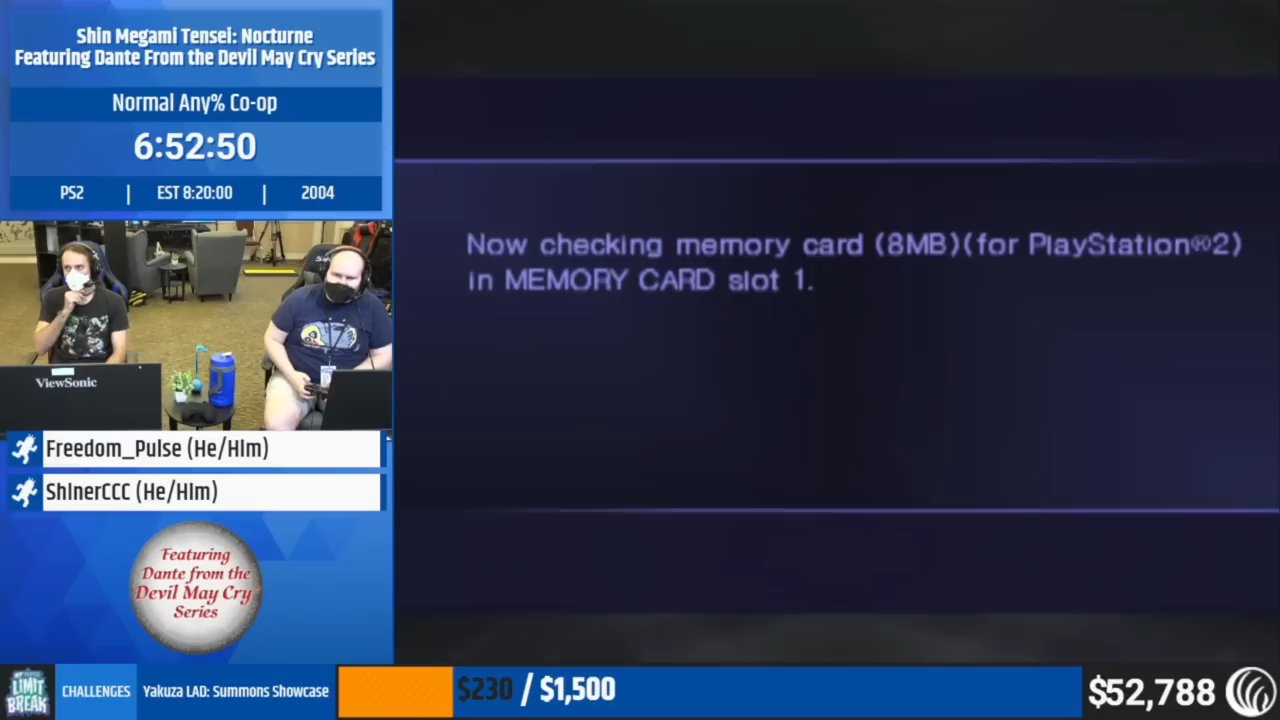 Shin Megami Tensei: Nocturne
Featuring Dante From the Devil May Cry Series
Normal Any% Co-op
6:52:50
PS2 | EST 8:20:00 | 2004
Now checking memory card (8MB)(for PlayStation®2)
in MEMORY CARD slot 1.
ViewSonic
Freedom_Pulse (He/Him)
ShinerCCC (He/Him)
Featuring
Dante from the
Devil May Cry
Series
LIMIT
BREAK
CHALLENGES
Yakuza LAD: Summons Showcase
$230 / $1,500
$52,788